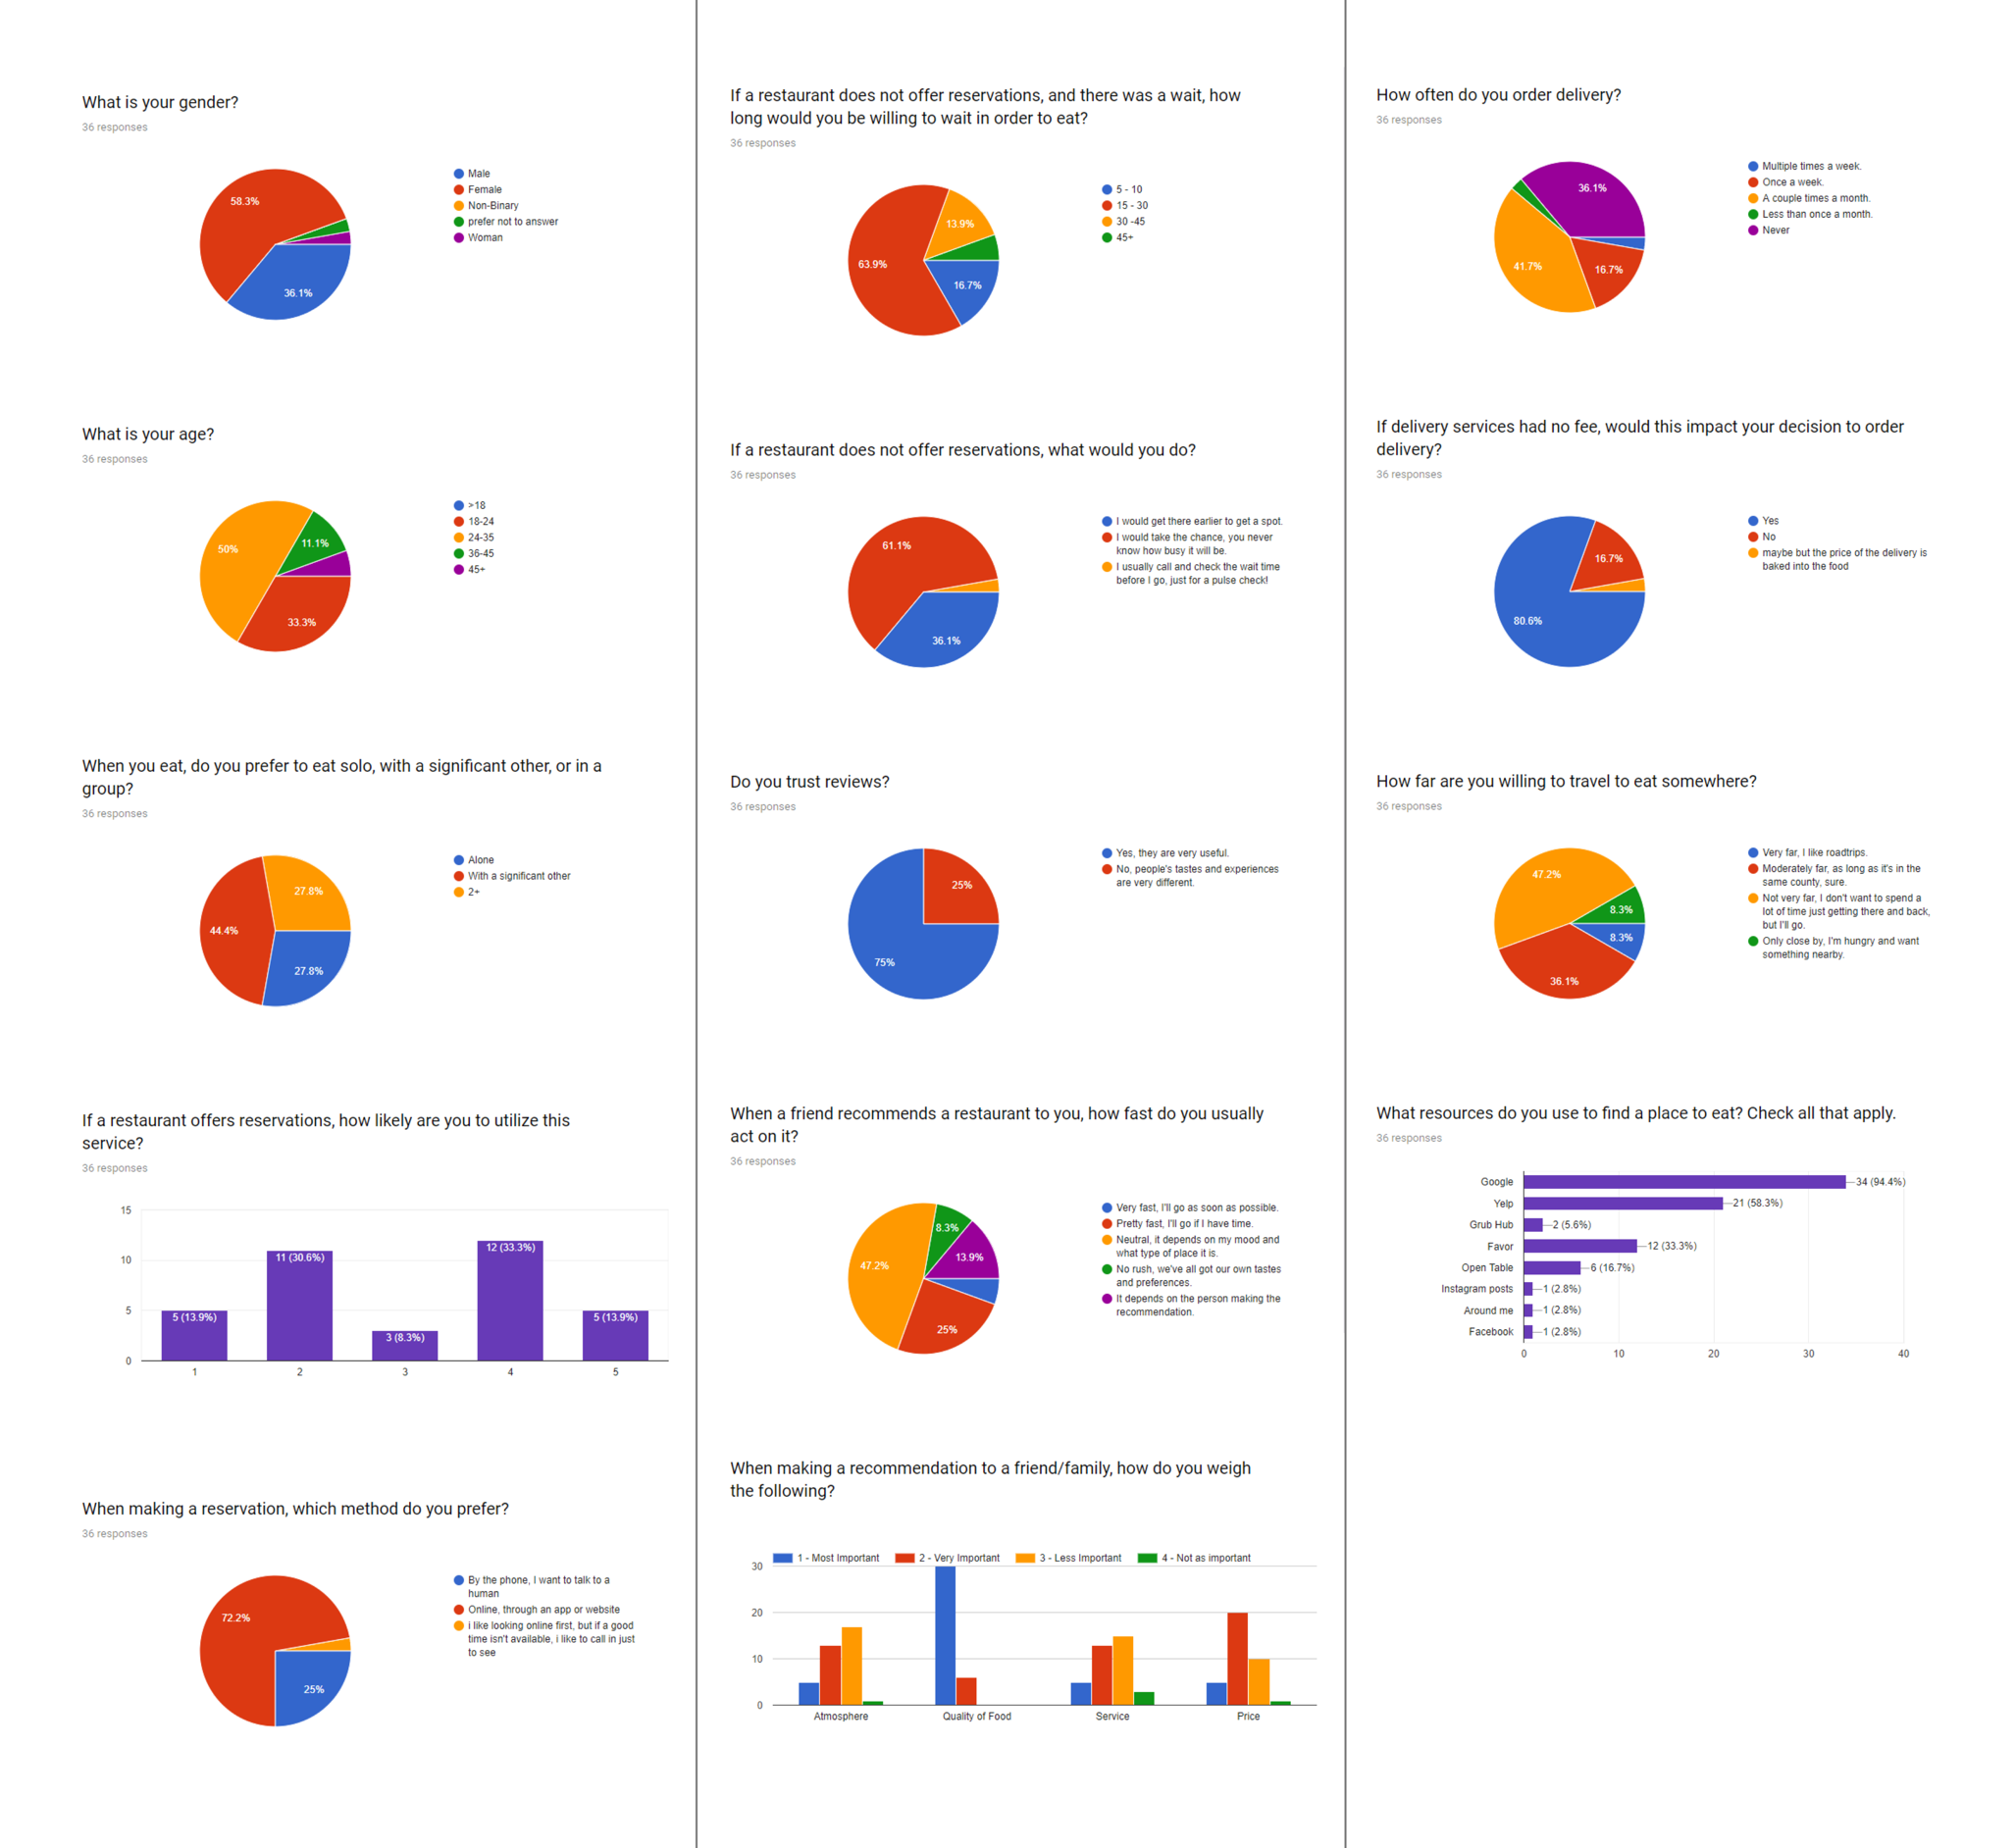 What is your gender?
36 responses
58.3%
36.1%
Male
Female
Non-Binary
prefer not to answer
Woman
What is your age?
36 responses
50%
11.1%
33.3%
>18
18-24
24-35
36-45
45+
When you eat, do you prefer to eat solo, with a significant other, or in a
group?
36 responses
44.4%
27.8%
27.8%
Alone
With a significant other
2+
If a restaurant offers reservations, how likely are you to utilize this
service?
36 responses
15
10
5
0
5 (13.9%)
11 (30.6%)
3 (8.3%)
12 (33.3%)
5 (13.9%)
1
2
3
4
5
When making a reservation, which method do you prefer?
36 responses
72.2%
25%
By the phone, I want to talk to a
human
Online, through an app or website
i like looking online first, but if a good
time isn't available, i like to call in just
to see
If a restaurant does not offer reservations, and there was a wait, how
long would you be willing to wait in order to eat?
36 responses
13.9%
63.9%
16.7%
5 - 10
15 - 30
30 -45
45+
If a restaurant does not offer reservations, what would you do?
36 responses
61.1%
36.1%
I would get there earlier to get a spot.
I would take the chance, you never
know how busy it will be.
I usually call and check the wait time
before I go, just for a pulse check!
Do you trust reviews?
36 responses
25%
75%
Yes, they are very useful.
No, people's tastes and experiences
are very different.
When a friend recommends a restaurant to you, how fast do you usually
act on it?
36 responses
8.3%
13.9%
47.2%
25%
Very fast, I'll go as soon as possible.
Pretty fast, I'll go if I have time.
Neutral, it depends on my mood and
what type of place it is.
No rush, we've all got our own tastes
and preferences.
It depends on the person making the
recommendation.
When making a recommendation to a friend/family, how do you weigh
the following?
1 - Most Important
2 - Very Important
3 - Less Important
4 - Not as important
30
20
10
0
Atmosphere
Quality of Food
Service
Price
How often do you order delivery?
36 responses
36.1%
41.7%
16.7%
Multiple times a week.
Once a week.
A couple times a month.
Less than once a month.
Never
If delivery services had no fee, would this impact your decision to order
delivery?
36 responses
16.7%
80.6%
Yes
No
maybe but the price of the delivery is
baked into the food
How far are you willing to travel to eat somewhere?
36 responses
47.2%
8.3%
8.3%
36.1%
Very far, I like roadtrips.
Moderately far, as long as it's in the
same county, sure.
Not very far, I don't want to spend a
lot of time just getting there and back,
but I'll go.
Only close by, I'm hungry and want
something nearby.
What resources do you use to find a place to eat? Check all that apply.
36 responses
Google
34 (94.4%)
Yelp
21 (58.3%)
Grub Hub
2 (5.6%)
Favor
12 (33.3%)
Open Table
6 (16.7%)
Instagram posts
1 (2.8%)
Around me
1 (2.8%)
Facebook
1 (2.8%)
0
10
20
30
40